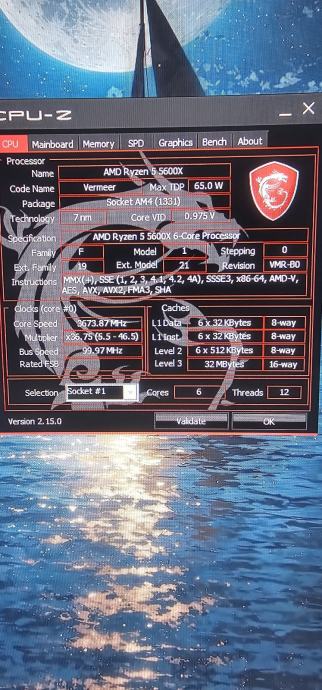 CPU-Z
CPU Mainboard Memory SPD Graphics Bench About
Processor
Name AMD Ryzen 5 5600X
Code Name Vermeer Max TDP 65.0 W
Package Socket AM4 (1331)
Technology 7 nm Core VID 0.975 V
Specification AMD Ryzen 5 5600X 6-Core Processor
Family F Model 1 Stepping 0
Ext. Family 19 Ext. Model 21 Revision VMR-B0
Instructions MMX(+), SSE (1, 2, 3, 4.1, 4.2, 4A), SSSE3, x86-64, AMD-V,
AES, AVX, AVX2, FMA3, SHA
Clocks (core #0) Caches
Core Speed 3673.87 MHz L1 Data 6 x 32 KBytes 8-way
Multiplier x36.75 (5.5 - 46.5) L1 Inst. 6 x 32 KBytes 8-way
Bus Speed 99.97 MHz Level 2 6 x 512 KBytes 8-way
Rated FSB Level 3 32 MBytes 16-way
Selection Socket #1 Cores 6 Threads 12
Version 2.15.0 Validate OK